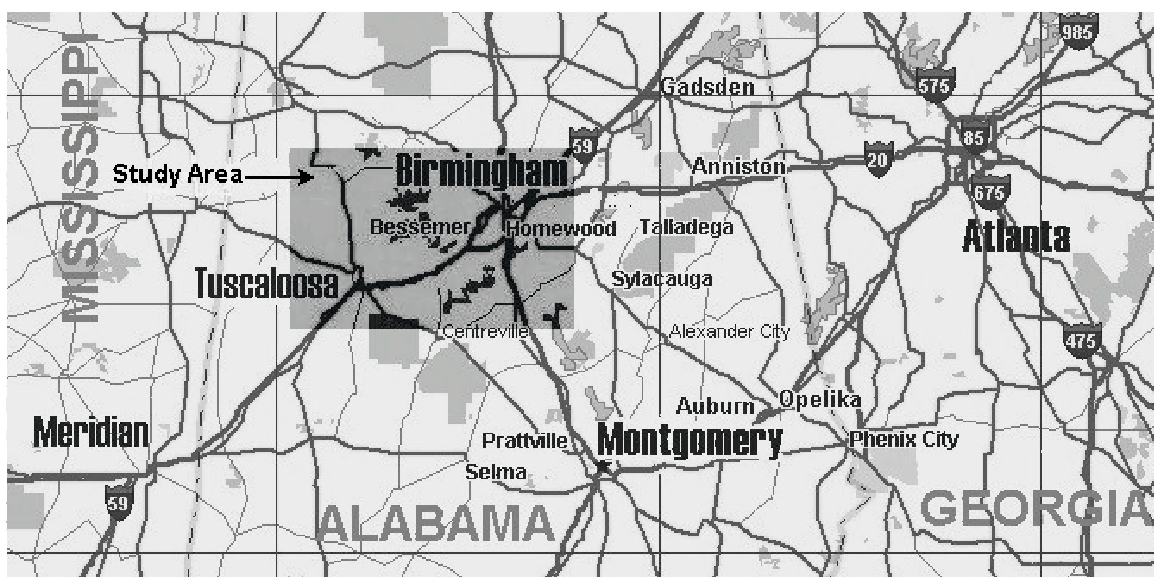 985
MISSISSIPPI
Gadsden
575
59
85
Birmingham
Anniston
20
Study Area
675
Bessemer
Homewood
Talladega
Atlanta
Tuscaloosa
Sylacauga
Centreville
Alexander City
475
Auburn
Opelika
Meridian
Prattville
Montgomery
Phenix City
Selma
59
ALABAMA
GEORGIA